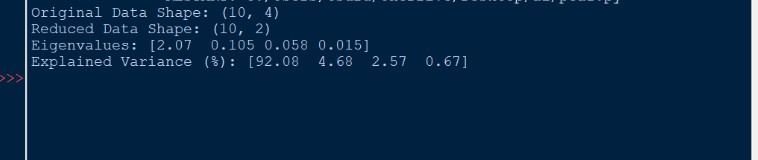 Original Data Shape: (10, 4)
Reduced Data Shape: (10, 2)
Eigenvalues: [2.07  0.105 0.058 0.015]
Explained Variance (%): [92.08  4.68  2.57  0.67]
>>>